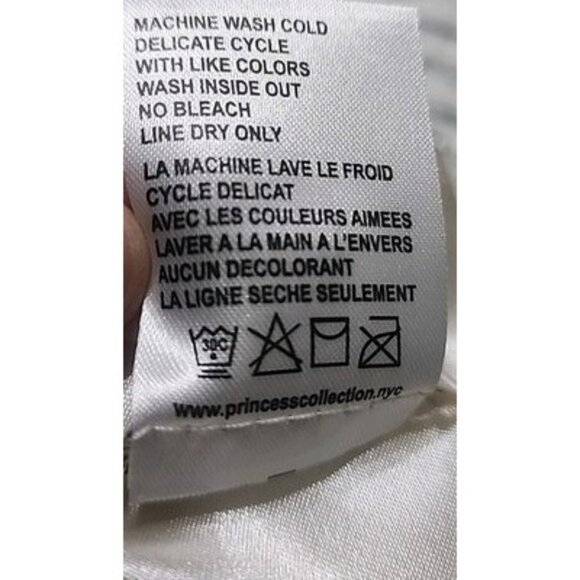 MACHINE WASH COLD
DELICATE CYCLE
WITH LIKE COLORS
WASH INSIDE OUT
NO BLEACH
LINE DRY ONLY
LA MACHINE LAVE LE FROID
CYCLE DELICAT
AVEC LES COULEURS AIMEES
LAVER A LA MAIN A L'ENVERS
AUCUN DECOLORANT
LA LIGNE SECHE SEULEMENT
30C
www.princesscollection.nyc